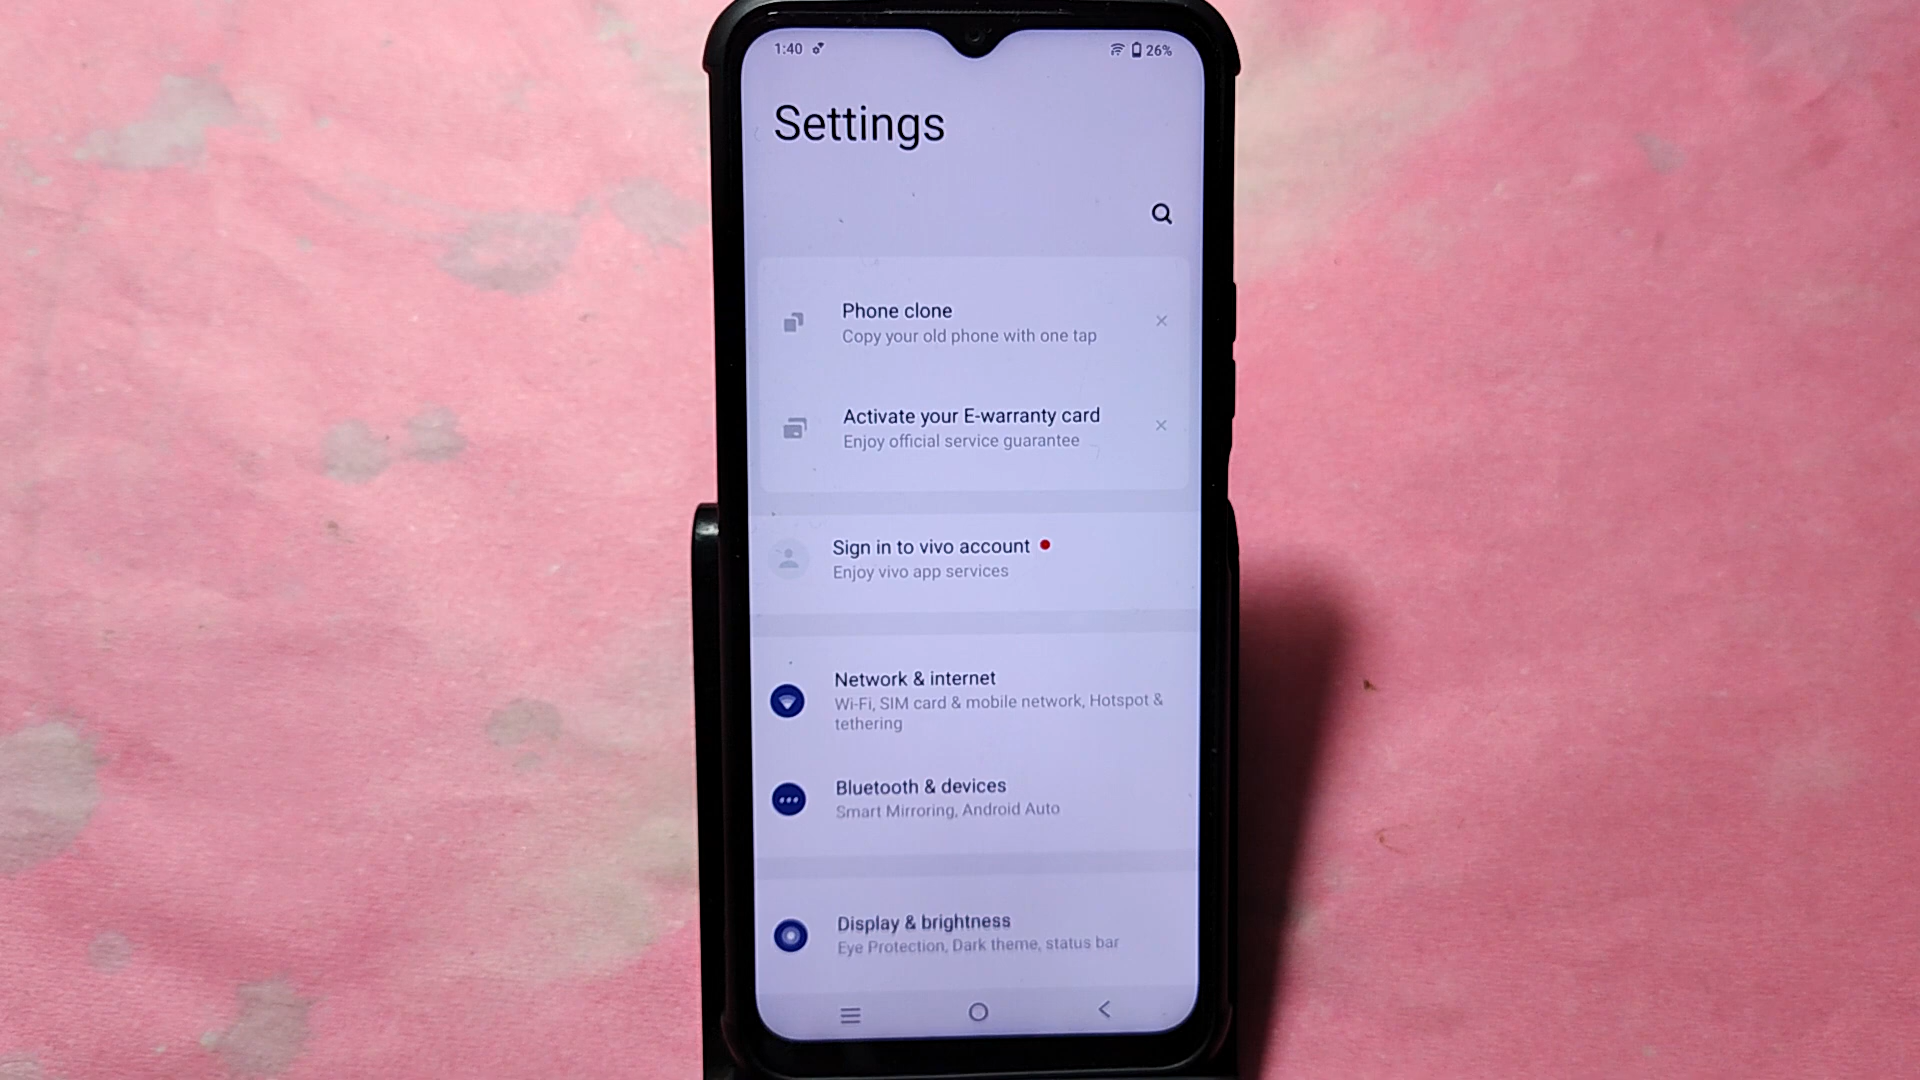 1:40
26%
Settings
Phone clone
Copy your old phone with one tap
Activate your E-warranty card
Enjoy official service guarantee
Sign in to vivo account
Enjoy vivo app services
Network & internet
Wi-Fi, SIM card & mobile network, Hotspot &
tethering
Bluetooth & devices
Smart Mirroring, Android Auto
Display & brightness
Eye Protection, Dark theme, status bar